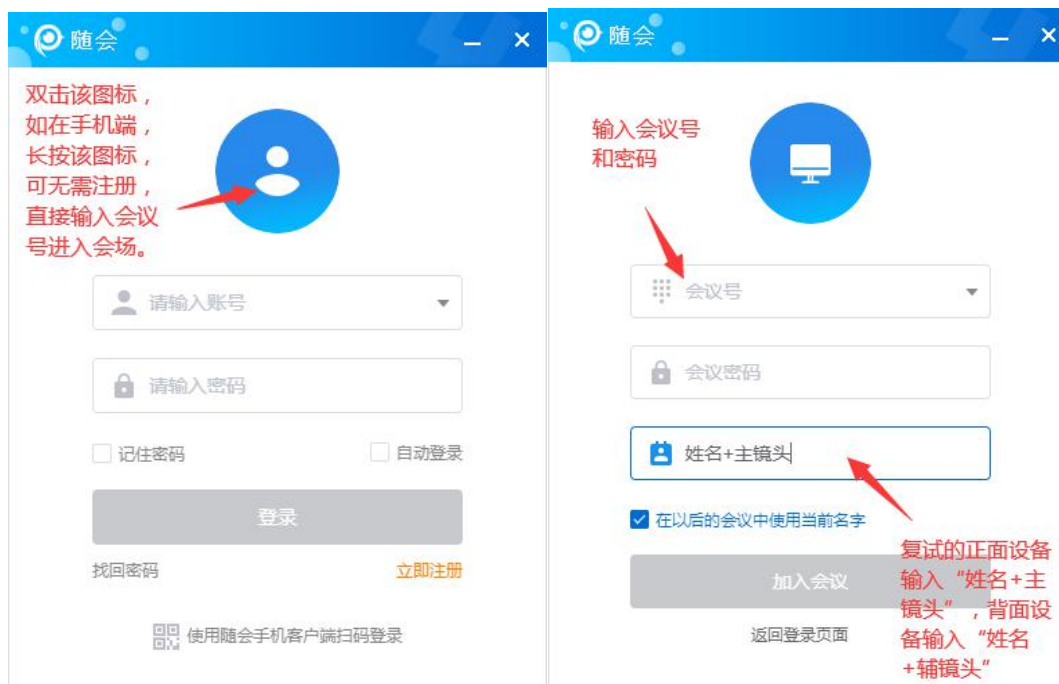 随会
双击该图标，
如在手机端，
长按该图标，
可无需注册，
直接输入会议
号进入会场。
请输入账号
请输入密码
记住密码 自动登录
登录
找回密码 立即注册
使用随会手机客户端扫码登录
随会
输入会议号
和密码
会议号
会议密码
姓名+主镜头
在以后的会议中使用当前名字
加入会议
返回登录页面
复试的正面设备
输入“姓名+主
镜头”，背面设
备输入“姓名
+辅镜头”